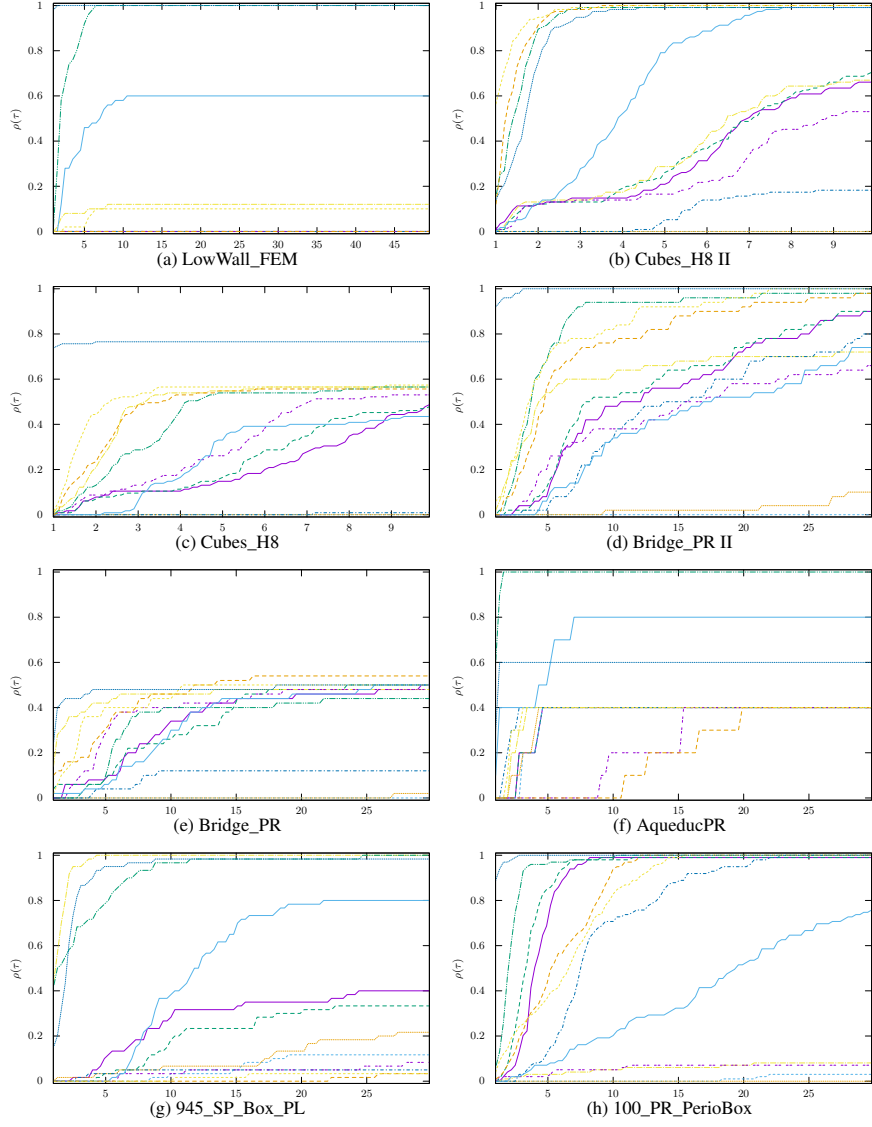 1
0.8
0.6
0.4
0.2
0
ρ(τ)
5 10 15 20 25 30 35 40 45
(a) LowWall_FEM
1
0.8
0.6
0.4
0.2
0
ρ(τ)
1 2 3 4 5 6 7 8 9
(b) Cubes_H8 II
1
0.8
0.6
0.4
0.2
0
ρ(τ)
1 2 3 4 5 6 7 8 9
(c) Cubes_H8
1
0.8
0.6
0.4
0.2
0
ρ(τ)
5 10 15 20 25
(d) Bridge_PR II
1
0.8
0.6
0.4
0.2
0
ρ(τ)
5 10 15 20 25
(e) Bridge_PR
1
0.8
0.6
0.4
0.2
0
ρ(τ)
5 10 15 20 25
(f) AqueducPR
1
0.8
0.6
0.4
0.2
0
ρ(τ)
5 10 15 20 25
(g) 945_SP_Box_PL
1
0.8
0.6
0.4
0.2
0
ρ(τ)
5 10 15 20 25
(h) 100_PR_PerioBox